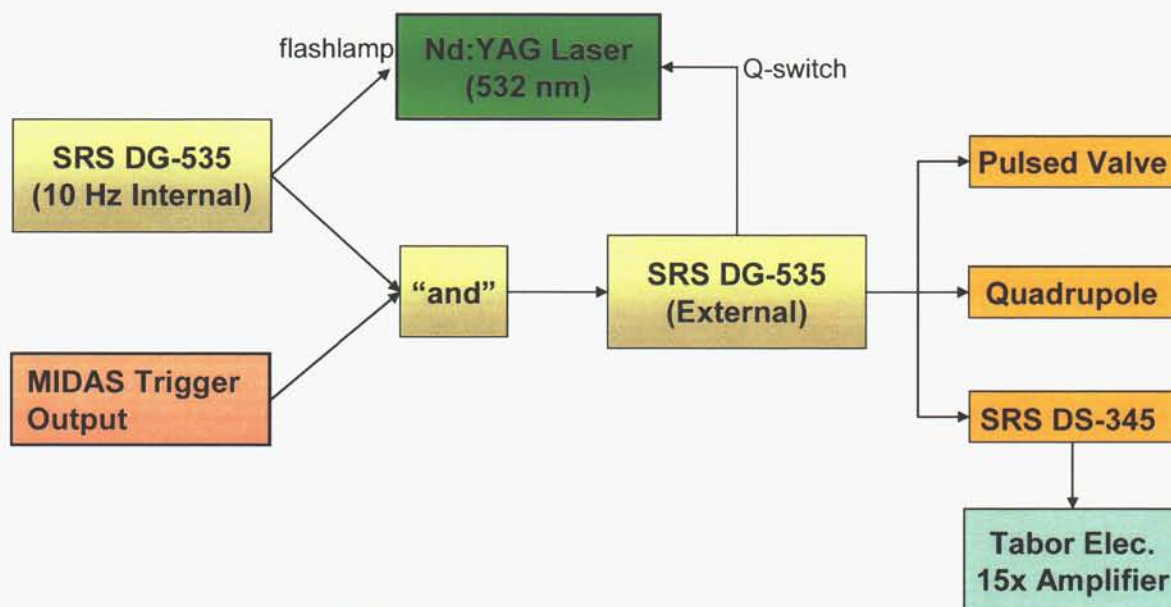 flashlamp
Nd:YAG Laser
(532 nm)
Q-switch
SRS DG-535
(10 Hz Internal)
Pulsed Valve
“and”
SRS DG-535
(External)
Quadrupole
MIDAS Trigger
Output
SRS DS-345
Tabor Elec.
15x Amplifier